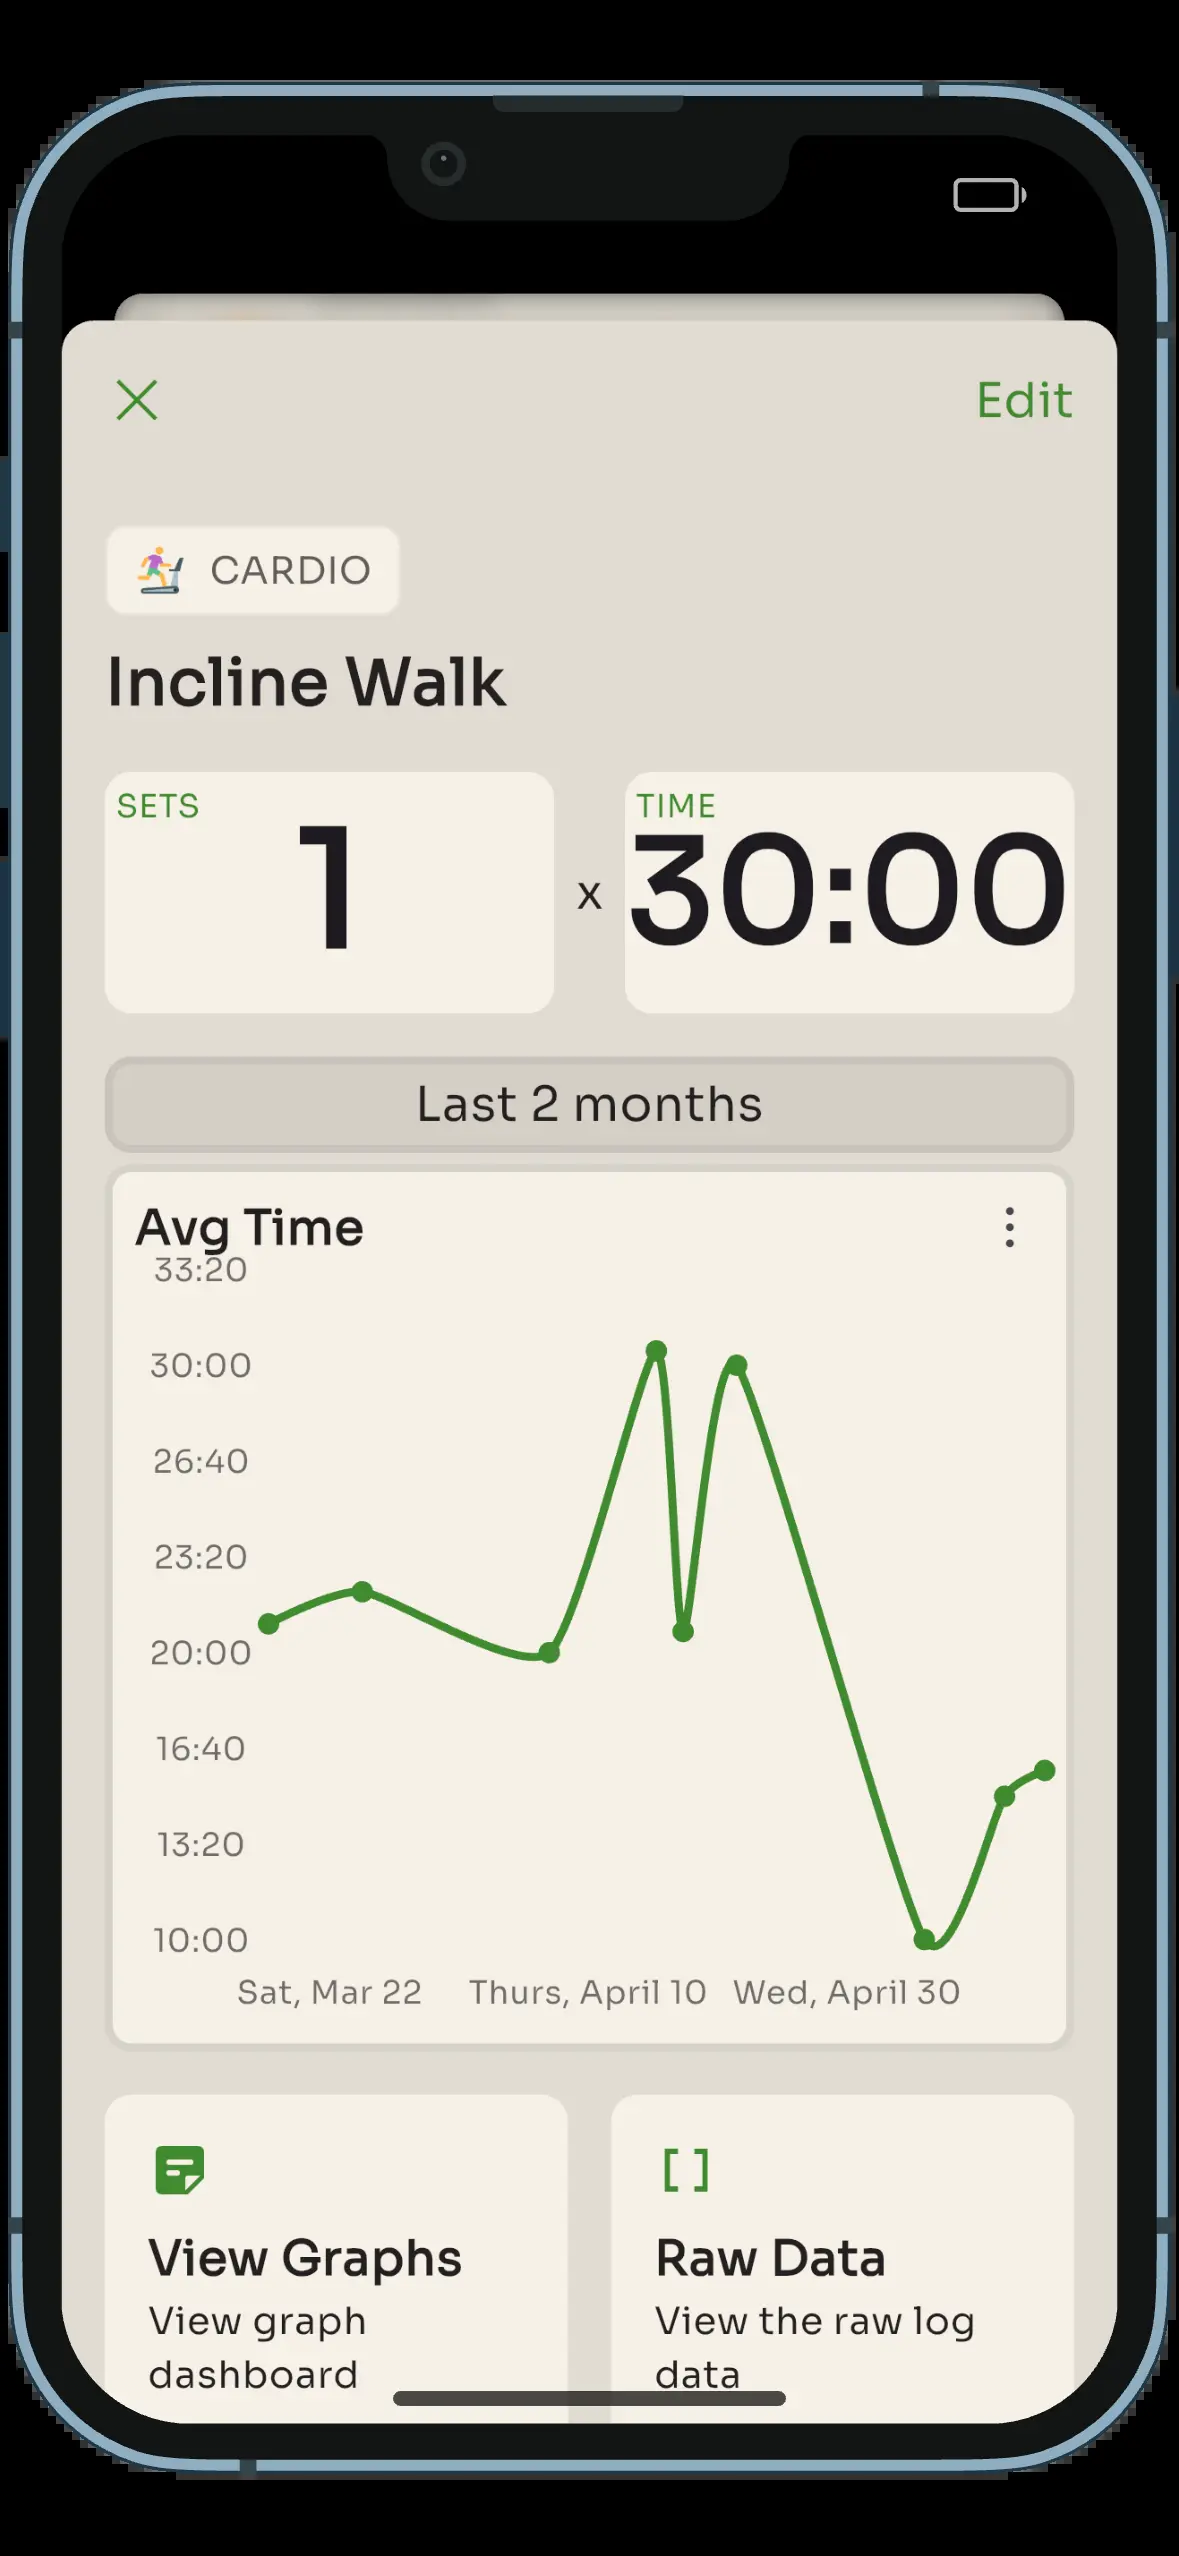 Edit
CARDIO
Incline Walk
SETS
1
x
TIME
30:00
Last 2 months
Avg Time
33:20
30:00
26:40
23:20
20:00
16:40
13:20
10:00
Sat, Mar 22 Thurs, April 10 Wed, April 30
View Graphs
View graph
dashboard
Raw Data
View the raw log
data